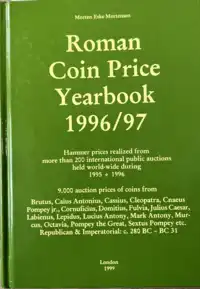 Morten Eske Mortensen
Roman
Coin Price
Yearbook
1996/97
Hammer prices realized from
more than 200 international public auctions
held world-wide during
1995 + 1996
9,000 auction prices of coins from
Brutus, Caius Antonius, Cassius, Cleopatra, Cnaeus
Pompey jr., Cornuficius, Domitius, Fulvia, Julius Caesar,
Labienus, Lepidus, Lucius Antony, Mark Antony, Mur-
cus, Octavia, Pompey the Great, Sextus Pompey etc.
Republican & Imperatorial: c. 280 BC – BC 31
London
1997